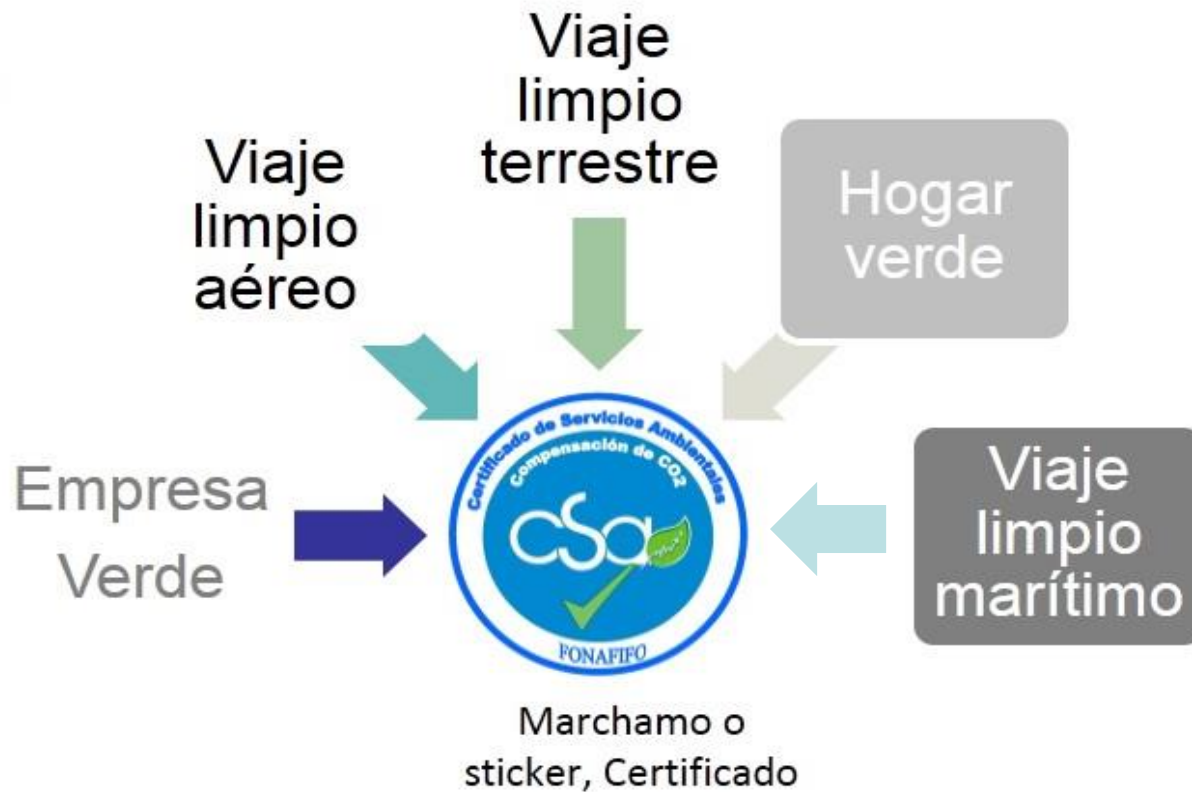 Viaje
limpio
terrestre
Viaje
limpio
aéreo
Hogar
verde
Empresa
Verde
Viaje
limpio
marítimo
Certificado de Servicios Ambientales
Compensación de CO2
csa
FONAFIFO
Marchamo o
sticker, Certificado